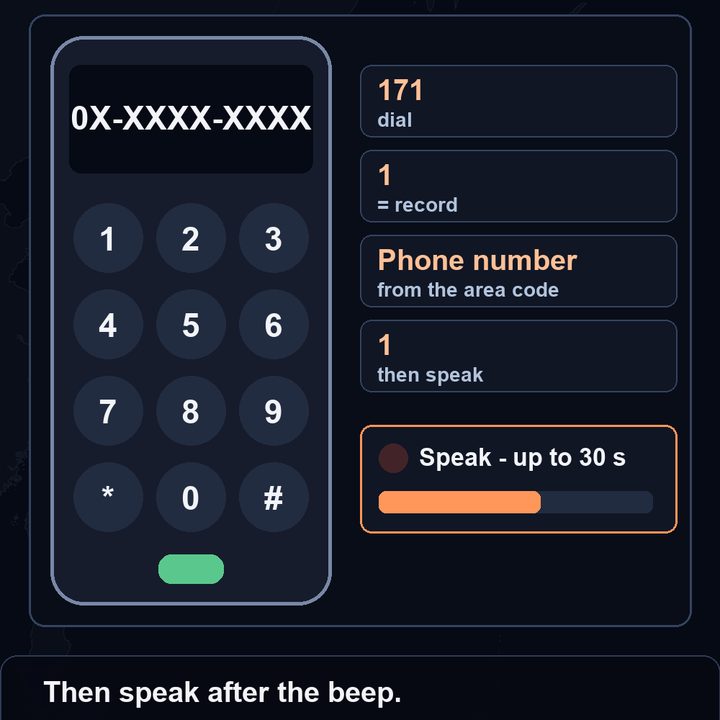 0X-XXXX-XXXX
1 2 3
4 5 6
7 8 9
* 0 #
171
dial
1
= record
Phone number
from the area code
1
then speak
Speak - up to 30 s
Then speak after the beep.